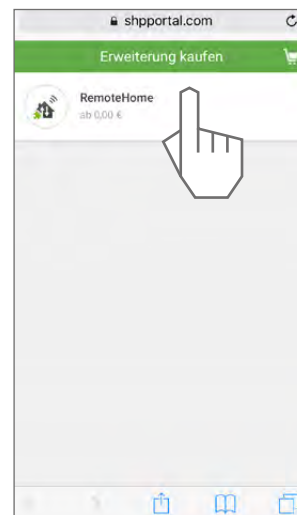 shpportal.com
Erweiterung kaufen
RemoteHome
ab 0,00 €